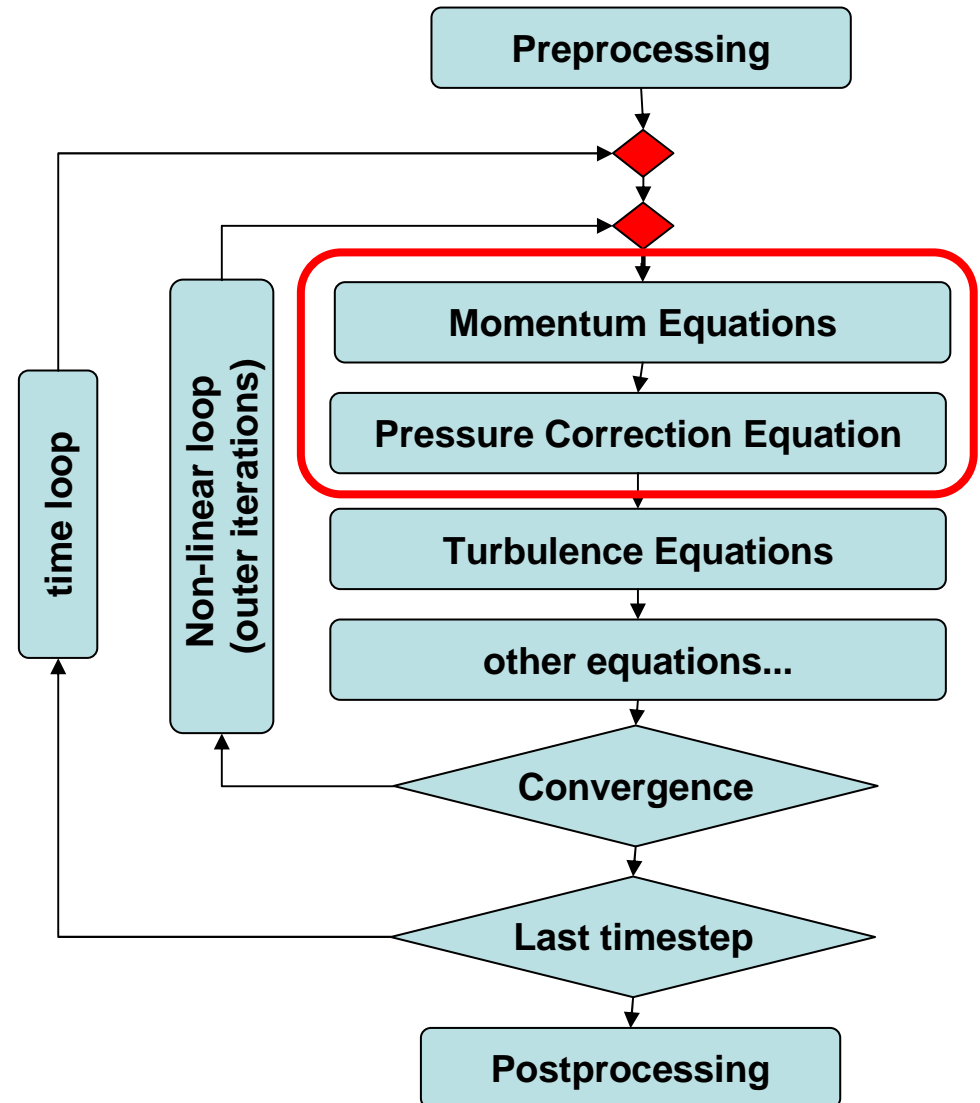 Preprocessing
Momentum Equations
Pressure Correction Equation
time loop
Non-linear loop
(outer iterations)
Turbulence Equations
other equations...
Convergence
Last timestep
Postprocessing